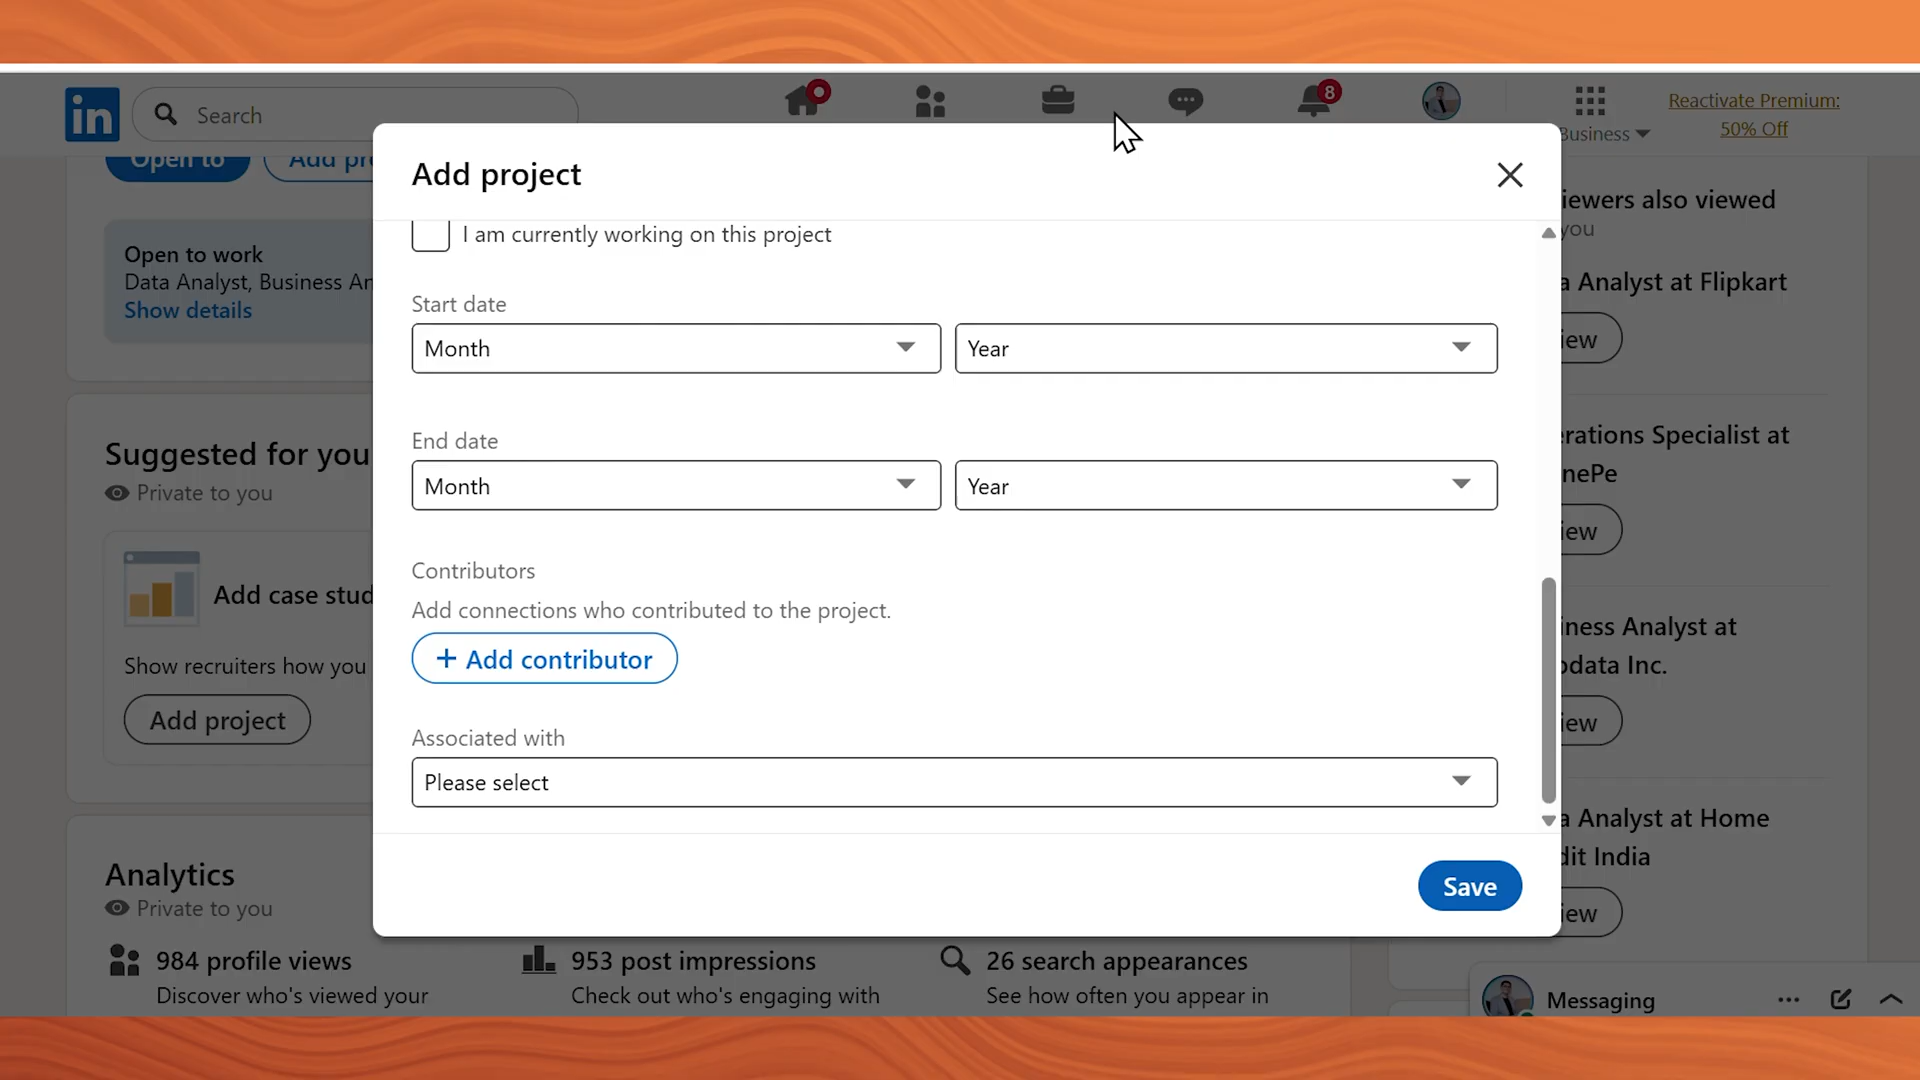 in
Search
8
Business
Reactivate Premium:
50% Off
Open to
Add project
I am currently working on this project
Start date
Month
Year
End date
Month
Year
Contributors
Add connections who contributed to the project.
+ Add contributor
Associated with
Please select
Save
Open to work
Data Analyst, Business An
Show details
Suggested for you
Private to you
Add case stud
Show recruiters how you
Add project
Analytics
Private to you
984 profile views
Discover who's viewed your
953 post impressions
Check out who's engaging with
26 search appearances
See how often you appear in
iewers also viewed
you
a Analyst at Flipkart
iew
erations Specialist at
nePe
iew
iness Analyst at
odata Inc.
iew
a Analyst at Home
dit India
iew
Messaging